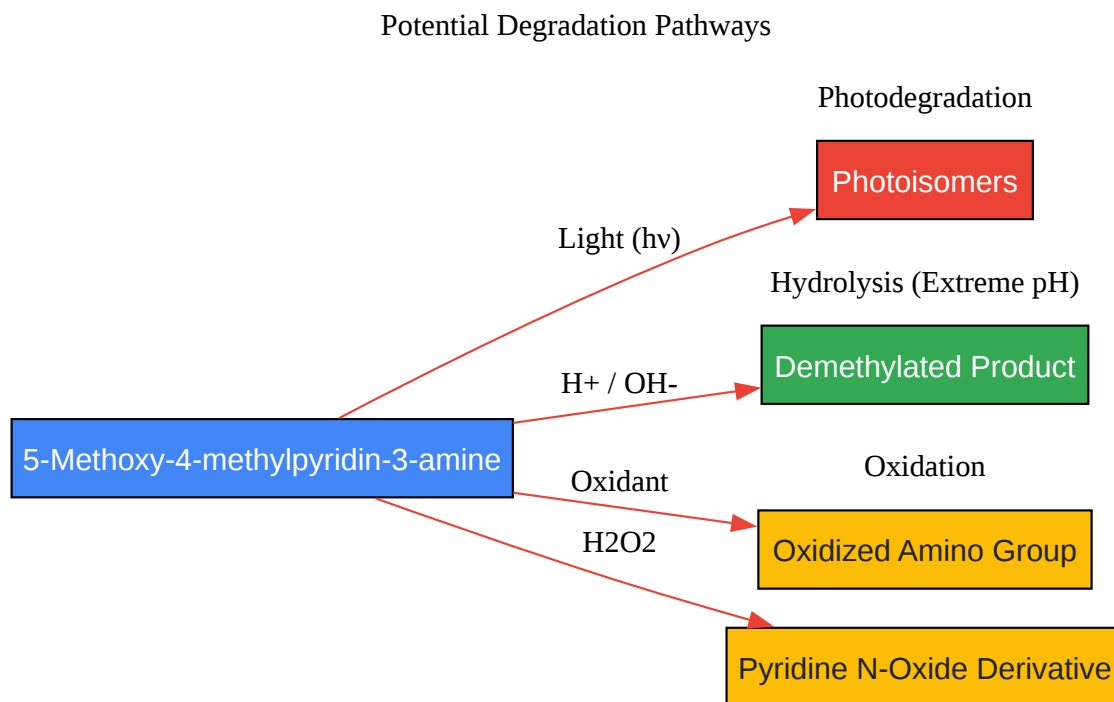 Potential Degradation Pathways
Photodegradation
Photoisomers
Light (hν)
Hydrolysis (Extreme pH)
Demethylated Product
H+ / OH-
5-Methoxy-4-methylpyridin-3-amine
Oxidation
Oxidant
Oxidized Amino Group
H2O2
Pyridine N-Oxide Derivative